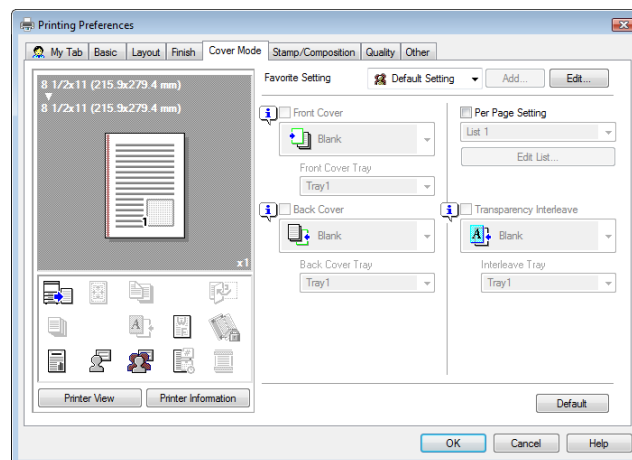 Printing Preferences
My Tab Basic Layout Finish Cover Mode Stamp/Composition Quality Other
8 1/2x11 (215.9x279.4 mm)
8 1/2x11 (215.9x279.4 mm)
1
x1
Printer View Printer Information
Favorite Setting Default Setting Add... Edit...
Front Cover
Blank
Front Cover Tray
Tray1
Back Cover
Blank
Back Cover Tray
Tray1
Per Page Setting
List 1
Edit List...
Transparency Interleave
A Blank
Interleave Tray
Tray1
Default
OK Cancel Help